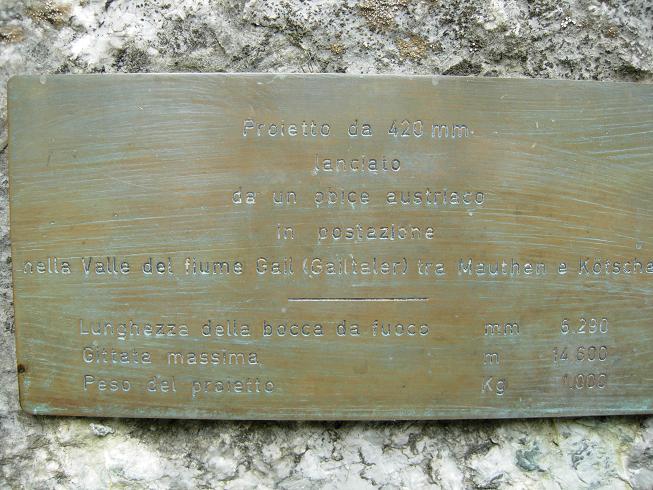 Proietto da 420 mm
lanciato
da un obice austriaco
in postazione
nella Valle del fiume Gail (Gailtaler) tra Mauthen e Kötscha
Lunghezza della bocca da fuoco mm 6.290
Gittata massima m 14.600
Peso del proietto Kg 1.000